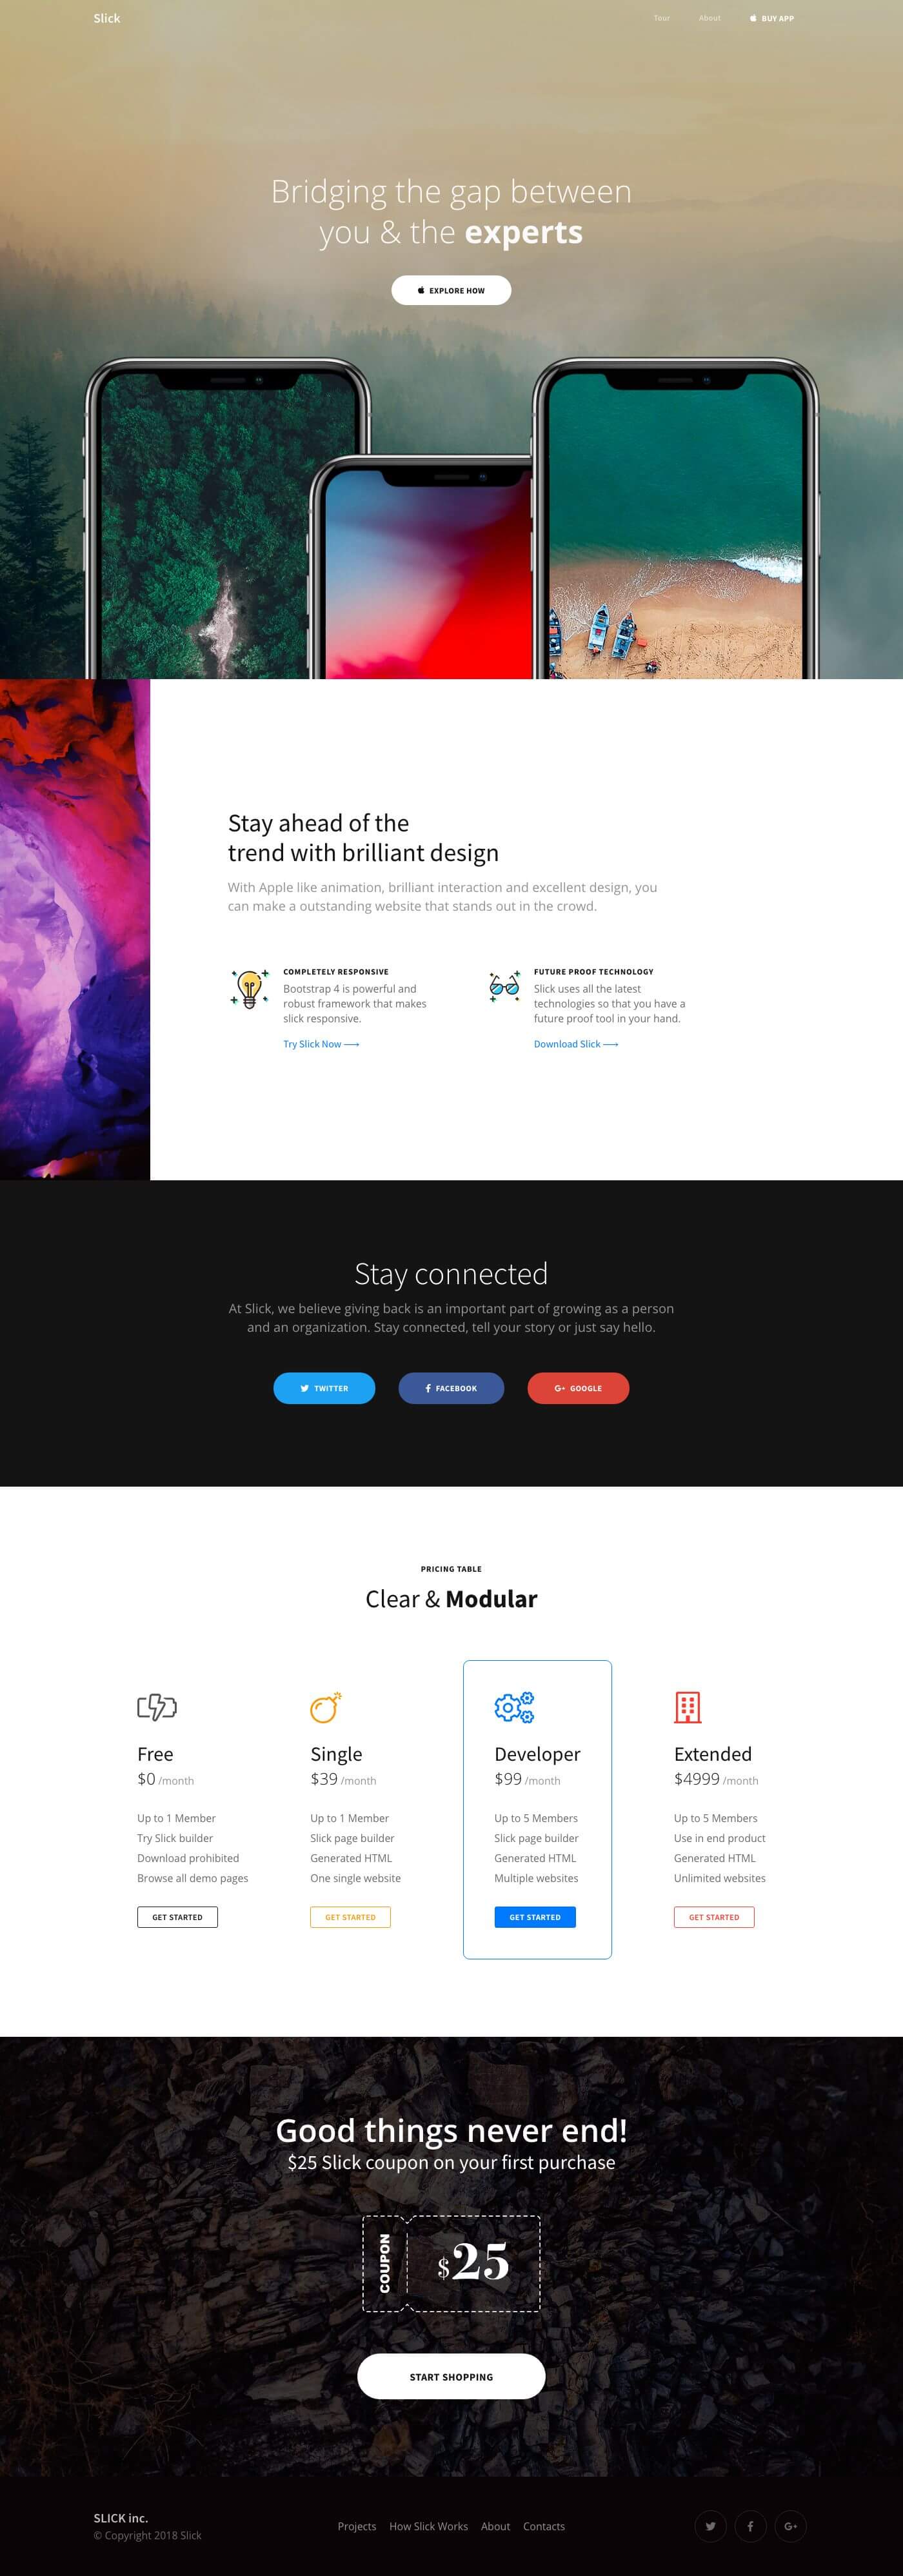 Slick
Tour
About
BUY APP
Bridging the gap between
you & the experts
EXPLORE HOW
Stay ahead of the
trend with brilliant design
With Apple like animation, brilliant interaction and excellent design, you
can make a outstanding website that stands out in the crowd.
COMPLETELY RESPONSIVE
Bootstrap 4 is powerful and
robust framework that makes
slick responsive.
Try Slick Now ⟶
FUTURE PROOF TECHNOLOGY
Slick uses all the latest
technologies so that you have a
future proof tool in your hand.
Download Slick ⟶
Stay connected
At Slick, we believe giving back is an important part of growing as a person
and an organization. Stay connected, tell your story or just say hello.
TWITTER
FACEBOOK
GOOGLE
PRICING TABLE
Clear & Modular
Free
$0 /month
Up to 1 Member
Try Slick builder
Download prohibited
Browse all demo pages
GET STARTED
Single
$39 /month
Up to 1 Member
Slick page builder
Generated HTML
One single website
GET STARTED
Developer
$99 /month
Up to 5 Members
Slick page builder
Generated HTML
Multiple websites
GET STARTED
Extended
$4999 /month
Up to 5 Members
Use in end product
Generated HTML
Unlimited websites
GET STARTED
Good things never end!
$25 Slick coupon on your first purchase
COUPON
$25
START SHOPPING
SLICK inc.
© Copyright 2018 Slick
Projects
How Slick Works
About
Contacts